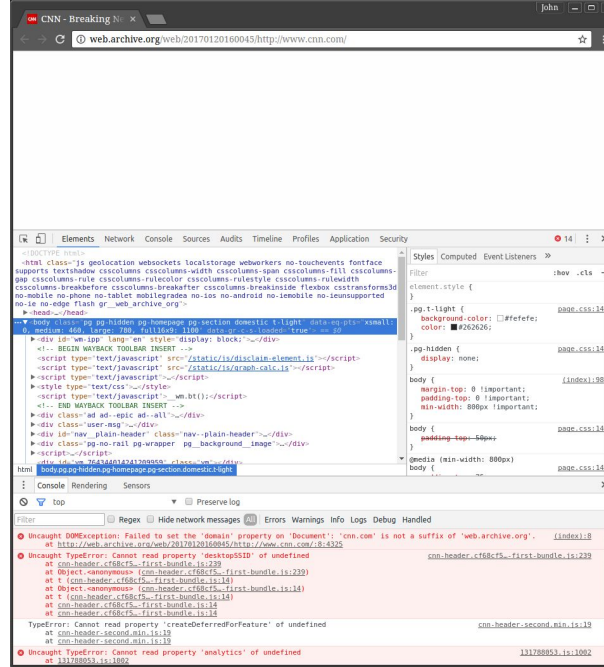 John
CNN - Breaking Ne
web.archive.org/web/20170120160045/http://www.cnn.com/
Elements Network Console Sources Audits Timeline Profiles Application Security
14
<!DOCTYPE html>
<html class="js geolocation websockets localstorage webworkers no-touchevents fontface
supports textshadow csscolumns csscolumns-width csscolumns-span csscolumns-fill csscolumns-
gap csscolumns-rule csscolumns-rulecolor csscolumns-rulestyle csscolumns-rulewidth
csscolumns-breakbefore csscolumns-breakafter csscolumns-breakinside flexbox csstransforms3d
no-mobile no-phone no-tablet mobilegradea no-ios no-android no-iemobile no-ieunsupported
no-ie no-edge flash gr__web_archive_org">
<head>…</head>
<body class="pg pg-hidden pg-homepage pg-section domestic t-light" data-eq-pts="xsmall:
0, medium: 460, large: 780, full16x9: 1100" data-gr-c-s-loaded="true"> == $0
<div id="wm-ipp" lang="en" style="display: block;">…</div>
<!-- BEGIN WAYBACK TOOLBAR INSERT -->
<script type="text/javascript" src="/static/js/disclaim-element.js"></script>
<script type="text/javascript" src="/static/js/graph-calc.js"></script>
<script type="text/javascript">…</script>
<style type="text/css">…</style>
<script type="text/javascript">__wm.bt();</script>
<!-- END WAYBACK TOOLBAR INSERT -->
<div class="ad ad--epic ad--all">…</div>
<div class="user-msg">…</div>
<div id="nav__plain-header" class="nav--plain-header">…</div>
<div class="pg-no-rail pg-wrapper pg__background__image">…</div>
<script>…</script>
html body.pg.pg-hidden.pg-homepage.pg-section.domestic.t-light
Styles Computed Event Listeners »
Filter :hov .cls
element.style {
}
.pg.t-light { page.css:14
background-color: #fefefe;
color: #262626;
}
.pg-hidden { page.css:14
display: none;
}
body { (index):98
margin-top: 0 !important;
padding-top: 0 !important;
min-width: 800px !important;
}
body { page.css:14
padding-top: 50px;
}
@media (min-width: 800px)
body { page.css:14
Console Rendering Sensors
top Preserve log
Filter Regex Hide network messages All Errors Warnings Info Logs Debug Handled
Uncaught DOMException: Failed to set the 'domain' property on 'Document': 'cnn.com' is not a suffix of 'web.archive.org'. (index):8
at http://web.archive.org/web/20170120160045/http://www.cnn.com/:8:4325
Uncaught TypeError: Cannot read property 'desktopSSID' of undefined cnn-header.cf68cf5…-first-bundle.js:239
at cnn-header.cf68cf5…-first-bundle.js:239
at Object.<anonymous> (cnn-header.cf68cf5…-first-bundle.js:239)
at t (cnn-header.cf68cf5…-first-bundle.js:14)
at Object.<anonymous> (cnn-header.cf68cf5…-first-bundle.js:14)
at t (cnn-header.cf68cf5…-first-bundle.js:14)
at cnn-header.cf68cf5…-first-bundle.js:14
at cnn-header.cf68cf5…-first-bundle.js:14
TypeError: Cannot read property 'createDeferredForFeature' of undefined cnn-header-second.min.js:19
at cnn-header-second.min.js:19
at cnn-header-second.min.js:19
Uncaught TypeError: Cannot read property 'analytics' of undefined 131788053.js:1002
at 131788053.js:1002